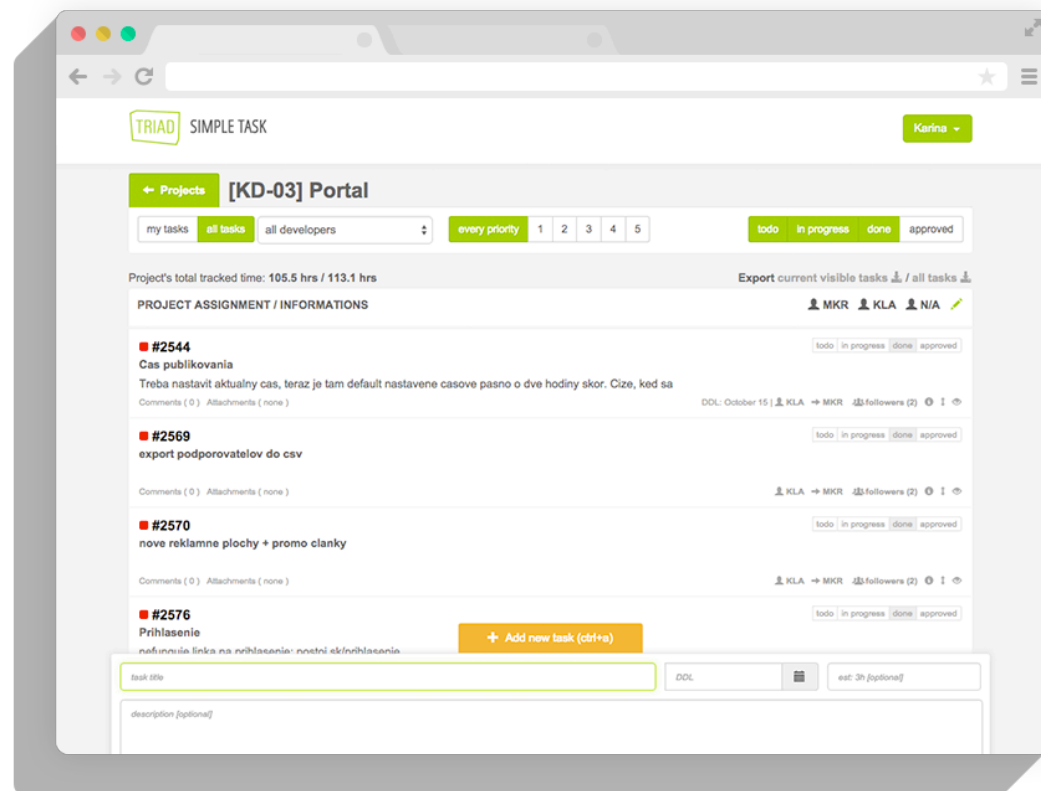 TRIAD SIMPLE TASK
Karina
Projects [KD-03] Portal
my tasks all tasks all developers every priority 1 2 3 4 5 todo in progress done approved
Project's total tracked time: 105.5 hrs / 113.1 hrs Export current visible tasks / all tasks
PROJECT ASSIGNMENT / INFORMATIONS MKR KLA N/A
#2544 todo in progress done approved
Cas publikovania
Treba nastavit aktualny cas, teraz je tam default nastavene casove pasno o dve hodiny skor. Cize, ked sa
Comments ( 0 ) Attachments ( none ) DDL: October 15 | KLA → MKR followers (2)
#2569 todo in progress done approved
export podporovatelov do csv
Comments ( 0 ) Attachments ( none ) KLA → MKR followers (2)
#2570 todo in progress done approved
nove reklamne plochy + promo clanky
Comments ( 0 ) Attachments ( none ) KLA → MKR followers (2)
#2576 todo in progress done approved
Prihlasenie
+ Add new task (ctrl+a)
nefunguje linka na prihlasenie: postoj.sk/prihlasenie
task title DDL est: 3h [optional]
description [optional]